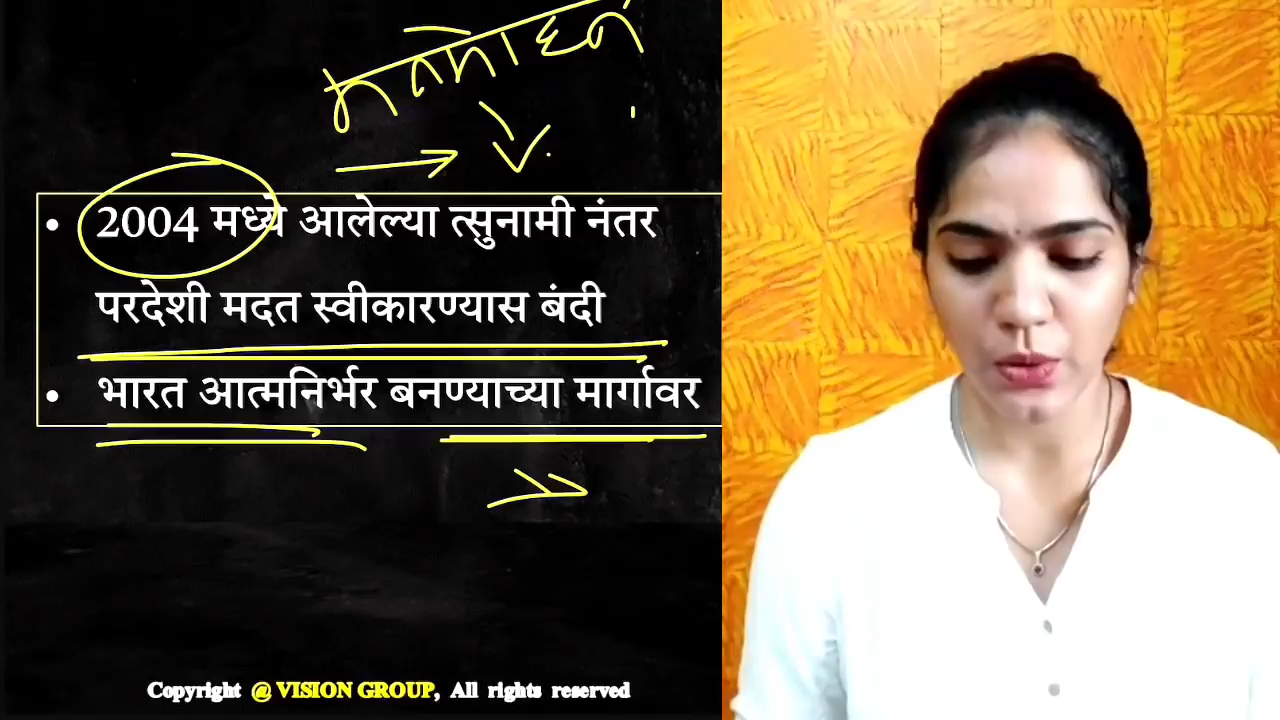 • 2004 मध्ये आलेल्या त्सुनामी नंतर
परदेशी मदत स्वीकारण्यास बंदी
• भारत आत्मनिर्भर बनण्याच्या मार्गावर
Copyright @ VISION GROUP, All rights reserved